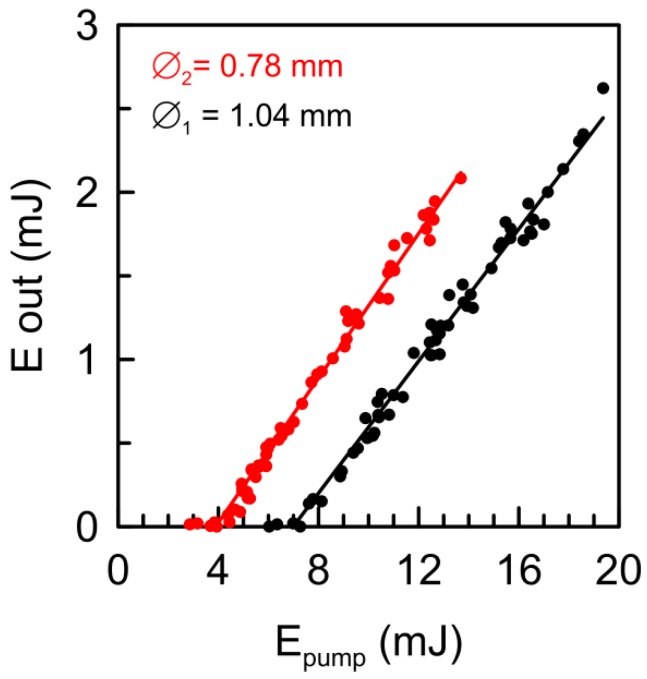 3
∅₂= 0.78 mm
∅₁ = 1.04 mm
2
E out (mJ)
1
0
0 4 8 12 16 20
E_pump (mJ)